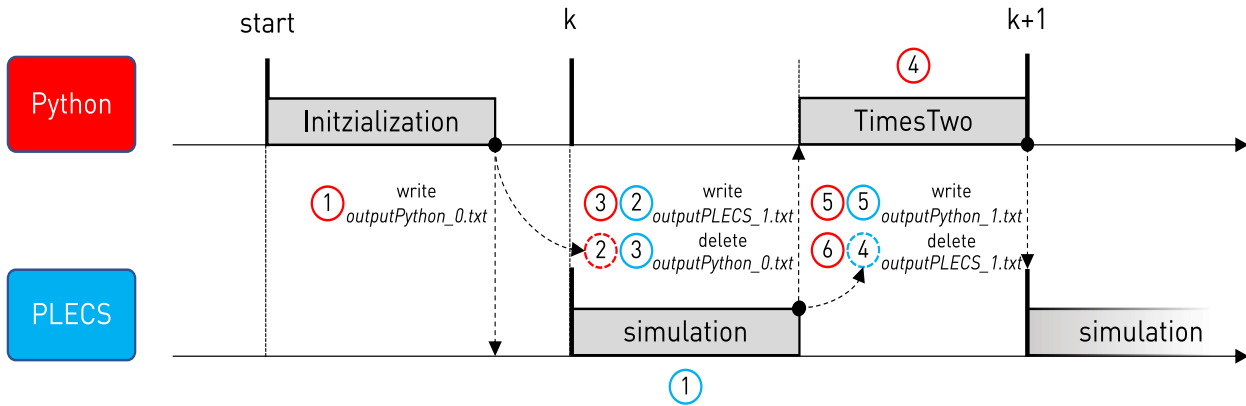 start
k
k+1
4
Python
Initzialization
TimesTwo
1
write
outputPython_0.txt
3
2
write
outputPLECS_1.txt
2
3
delete
outputPython_0.txt
5
5
write
outputPython_1.txt
6
4
delete
outputPLECS_1.txt
PLECS
simulation
simulation
1